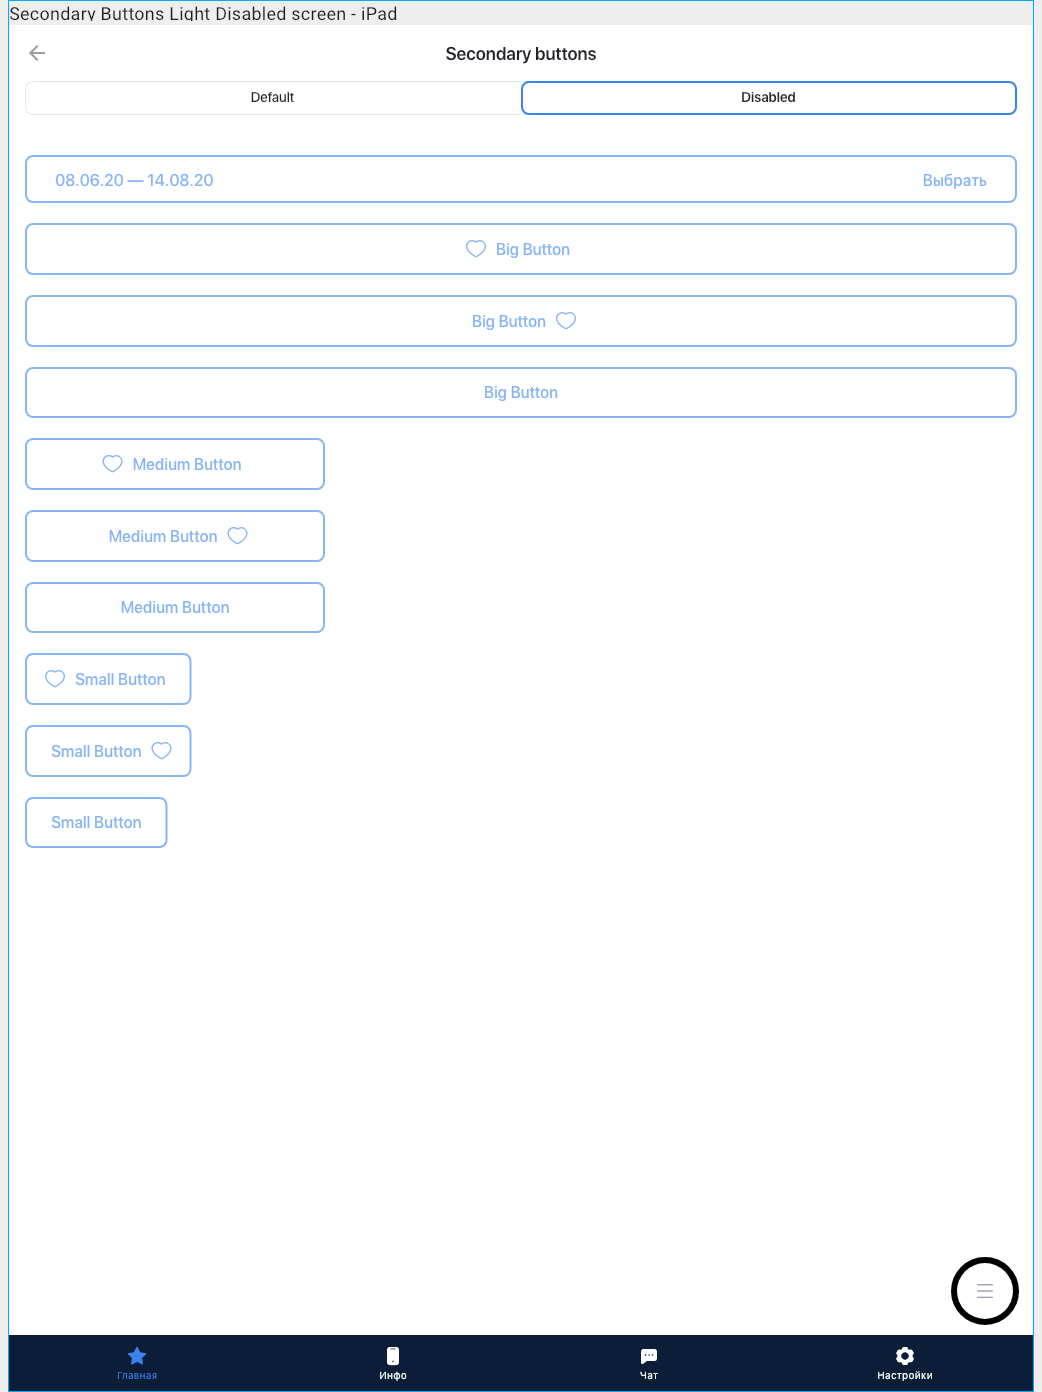 Secondary Buttons Light Disabled screen - iPad
Secondary buttons
Default Disabled
08.06.20 — 14.08.20 Выбрать
Big Button
Big Button
Big Button
Medium Button
Medium Button
Medium Button
Small Button
Small Button
Small Button
Главная Инфо Чат Настройки